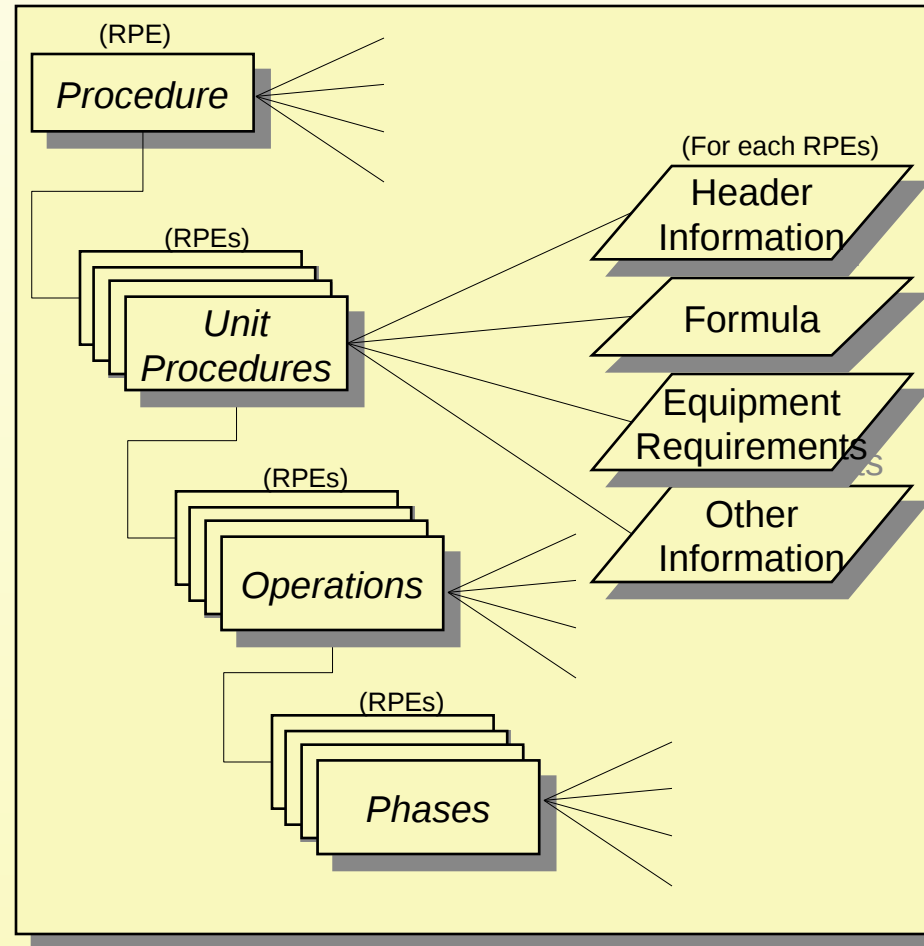 (RPE)
Procedure
(For each RPEs)
Header
Information
(RPEs)
Unit
Procedures
Formula
Equipment
Requirements
(RPEs)
Operations
Other
Information
(RPEs)
Phases